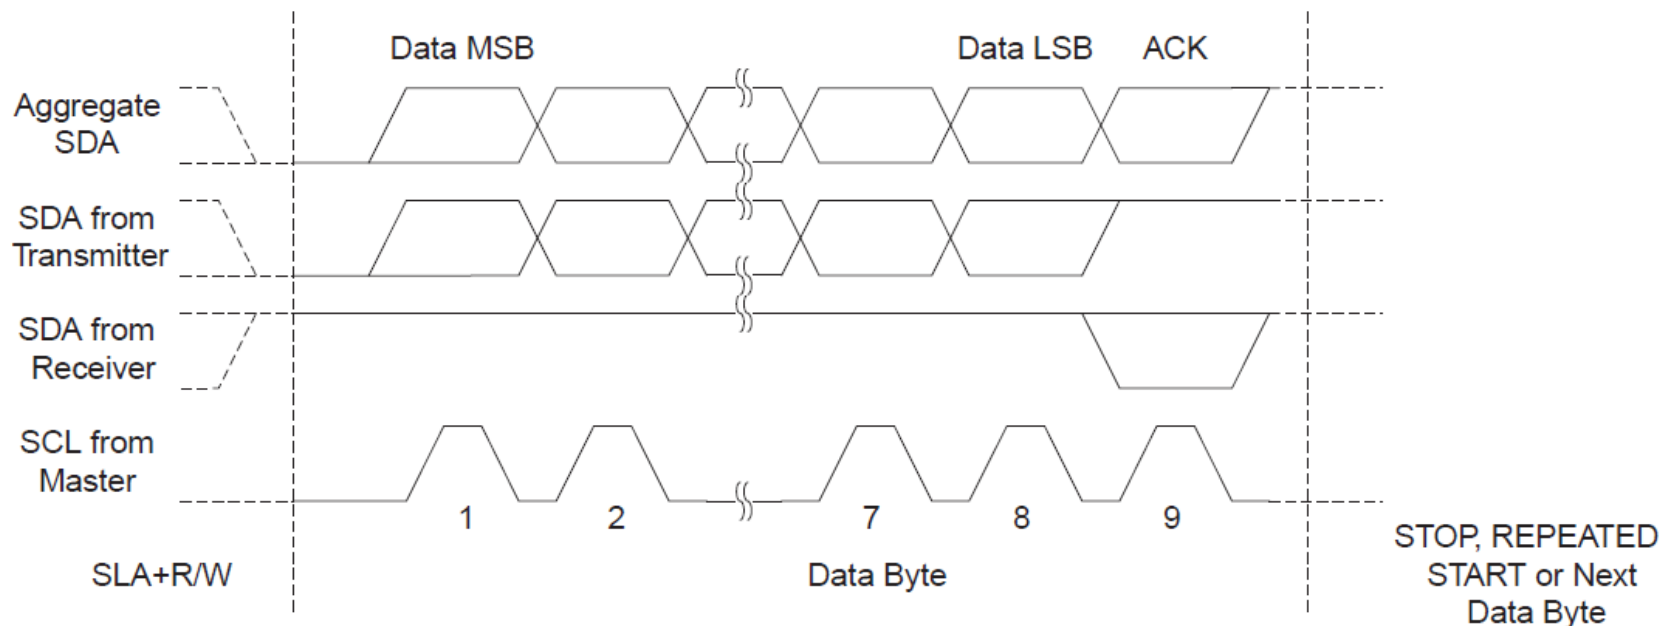 Data MSB
Data LSB
ACK
Aggregate
SDA
SDA from
Transmitter
SDA from
Receiver
SCL from
Master
1
2
7
8
9
SLA+R/W
Data Byte
STOP, REPEATED
START or Next
Data Byte